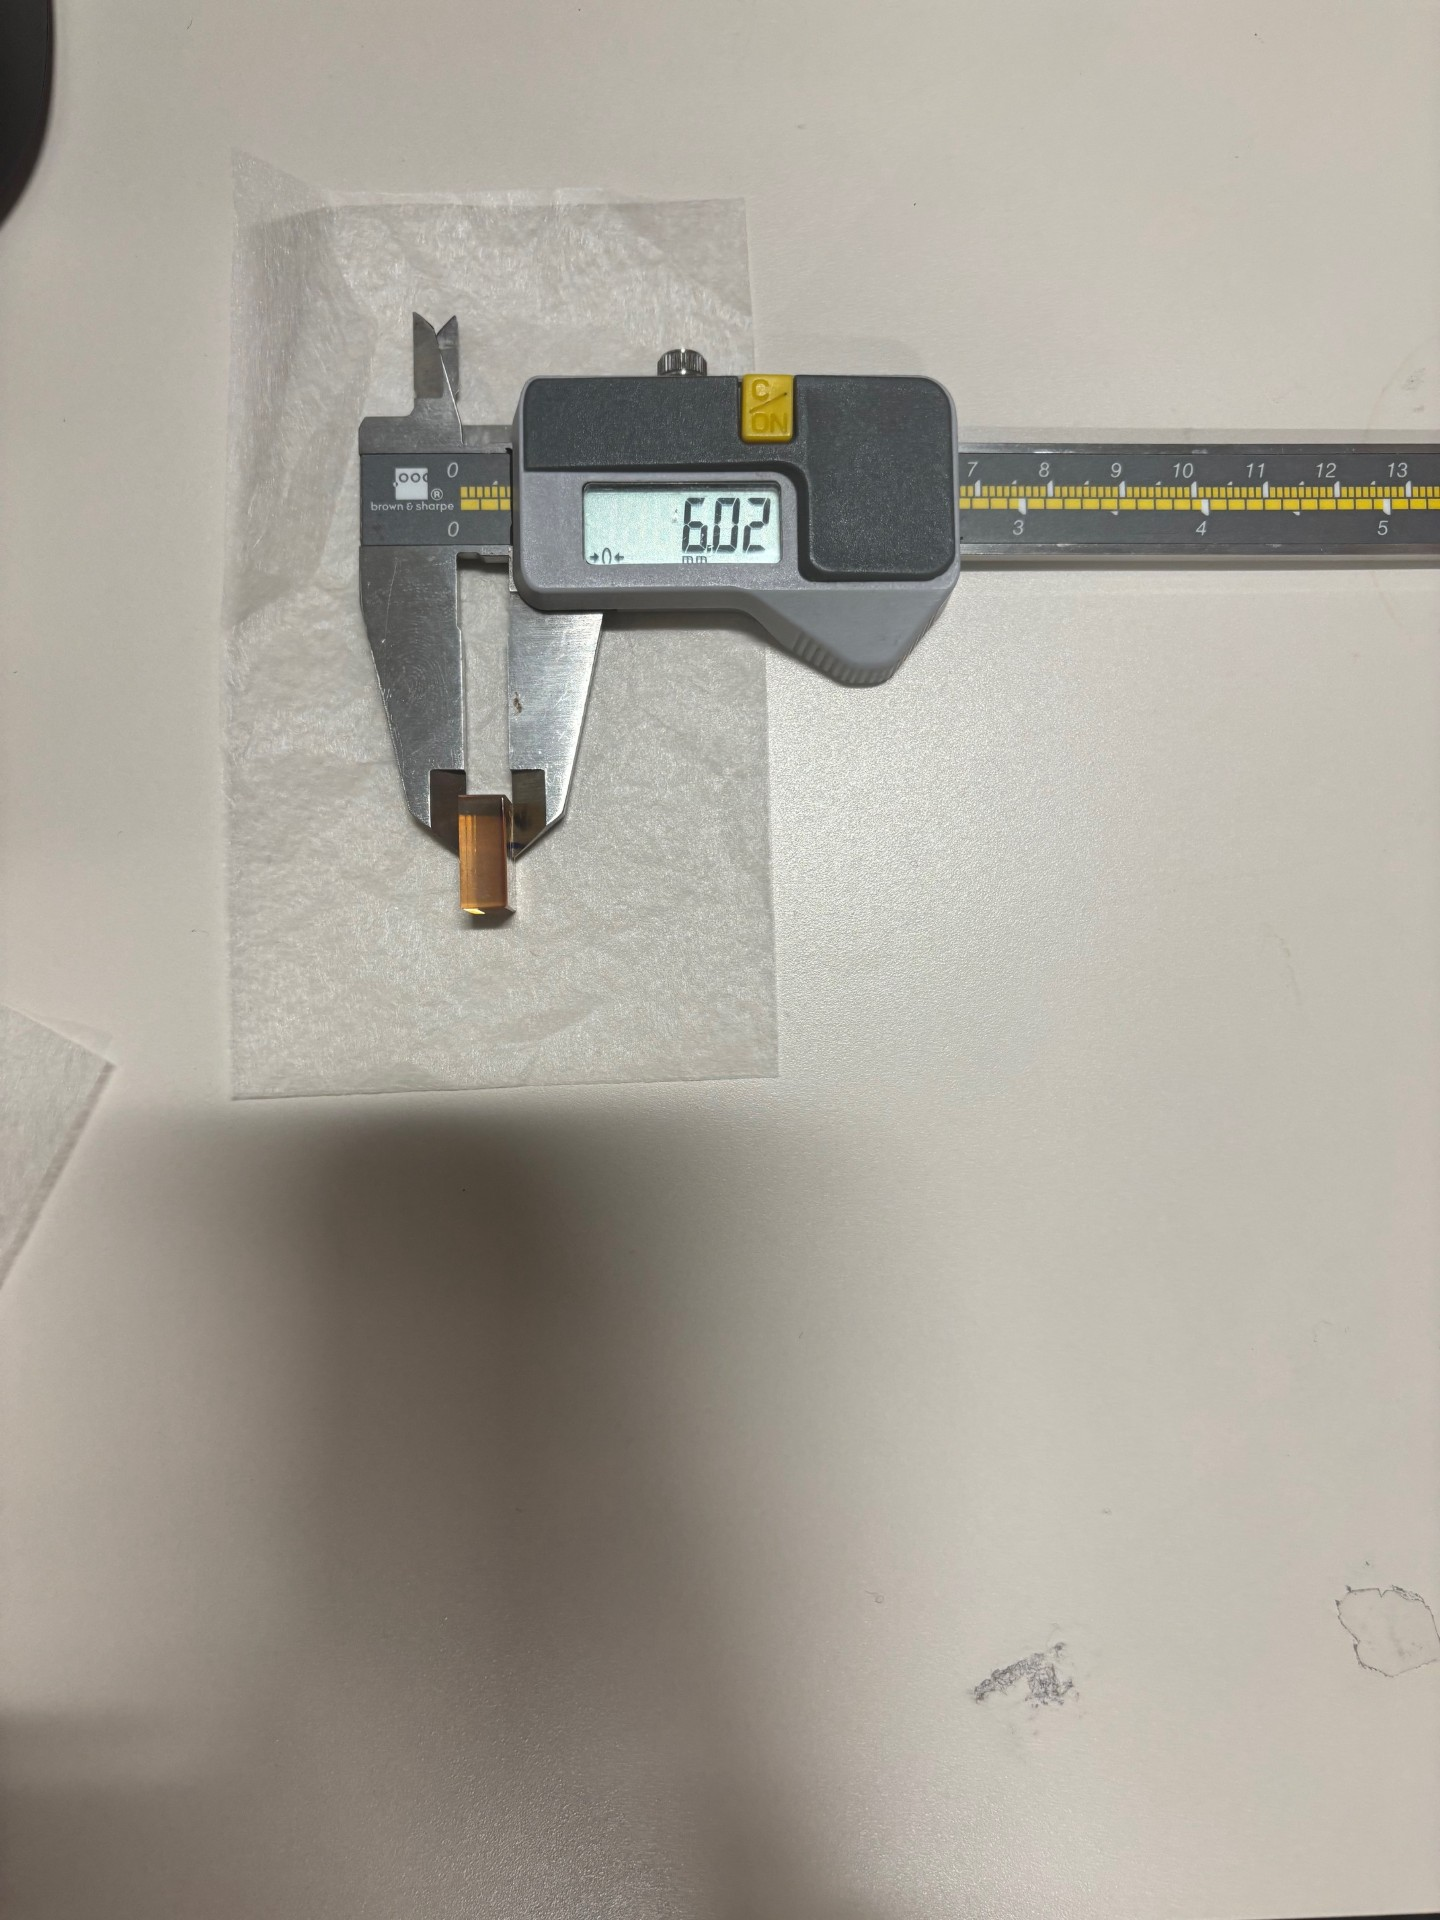 C/ON
0 7 8 9 10 11 12 13
®
brown & sharpe
6.02
→0← mm
0 3 4 5